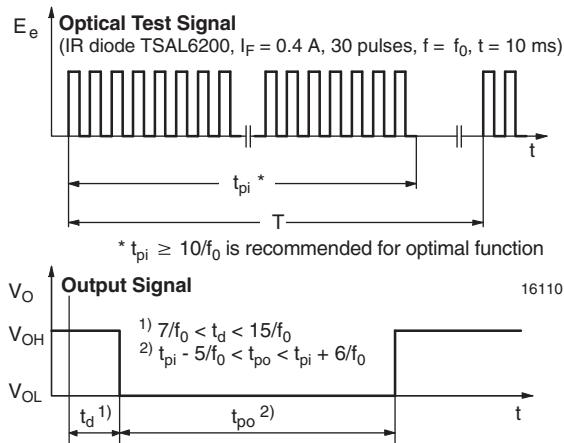 E_e Optical Test Signal
(IR diode TSAL6200, I_F = 0.4 A, 30 pulses, f = f_0, t = 10 ms)
t
t_pi *
T
* t_pi ≥ 10/f_0 is recommended for optimal function
V_O Output Signal 16110
V_OH
1) 7/f_0 < t_d < 15/f_0
2) t_pi - 5/f_0 < t_po < t_pi + 6/f_0
V_OL
t_d 1) t_po 2) t